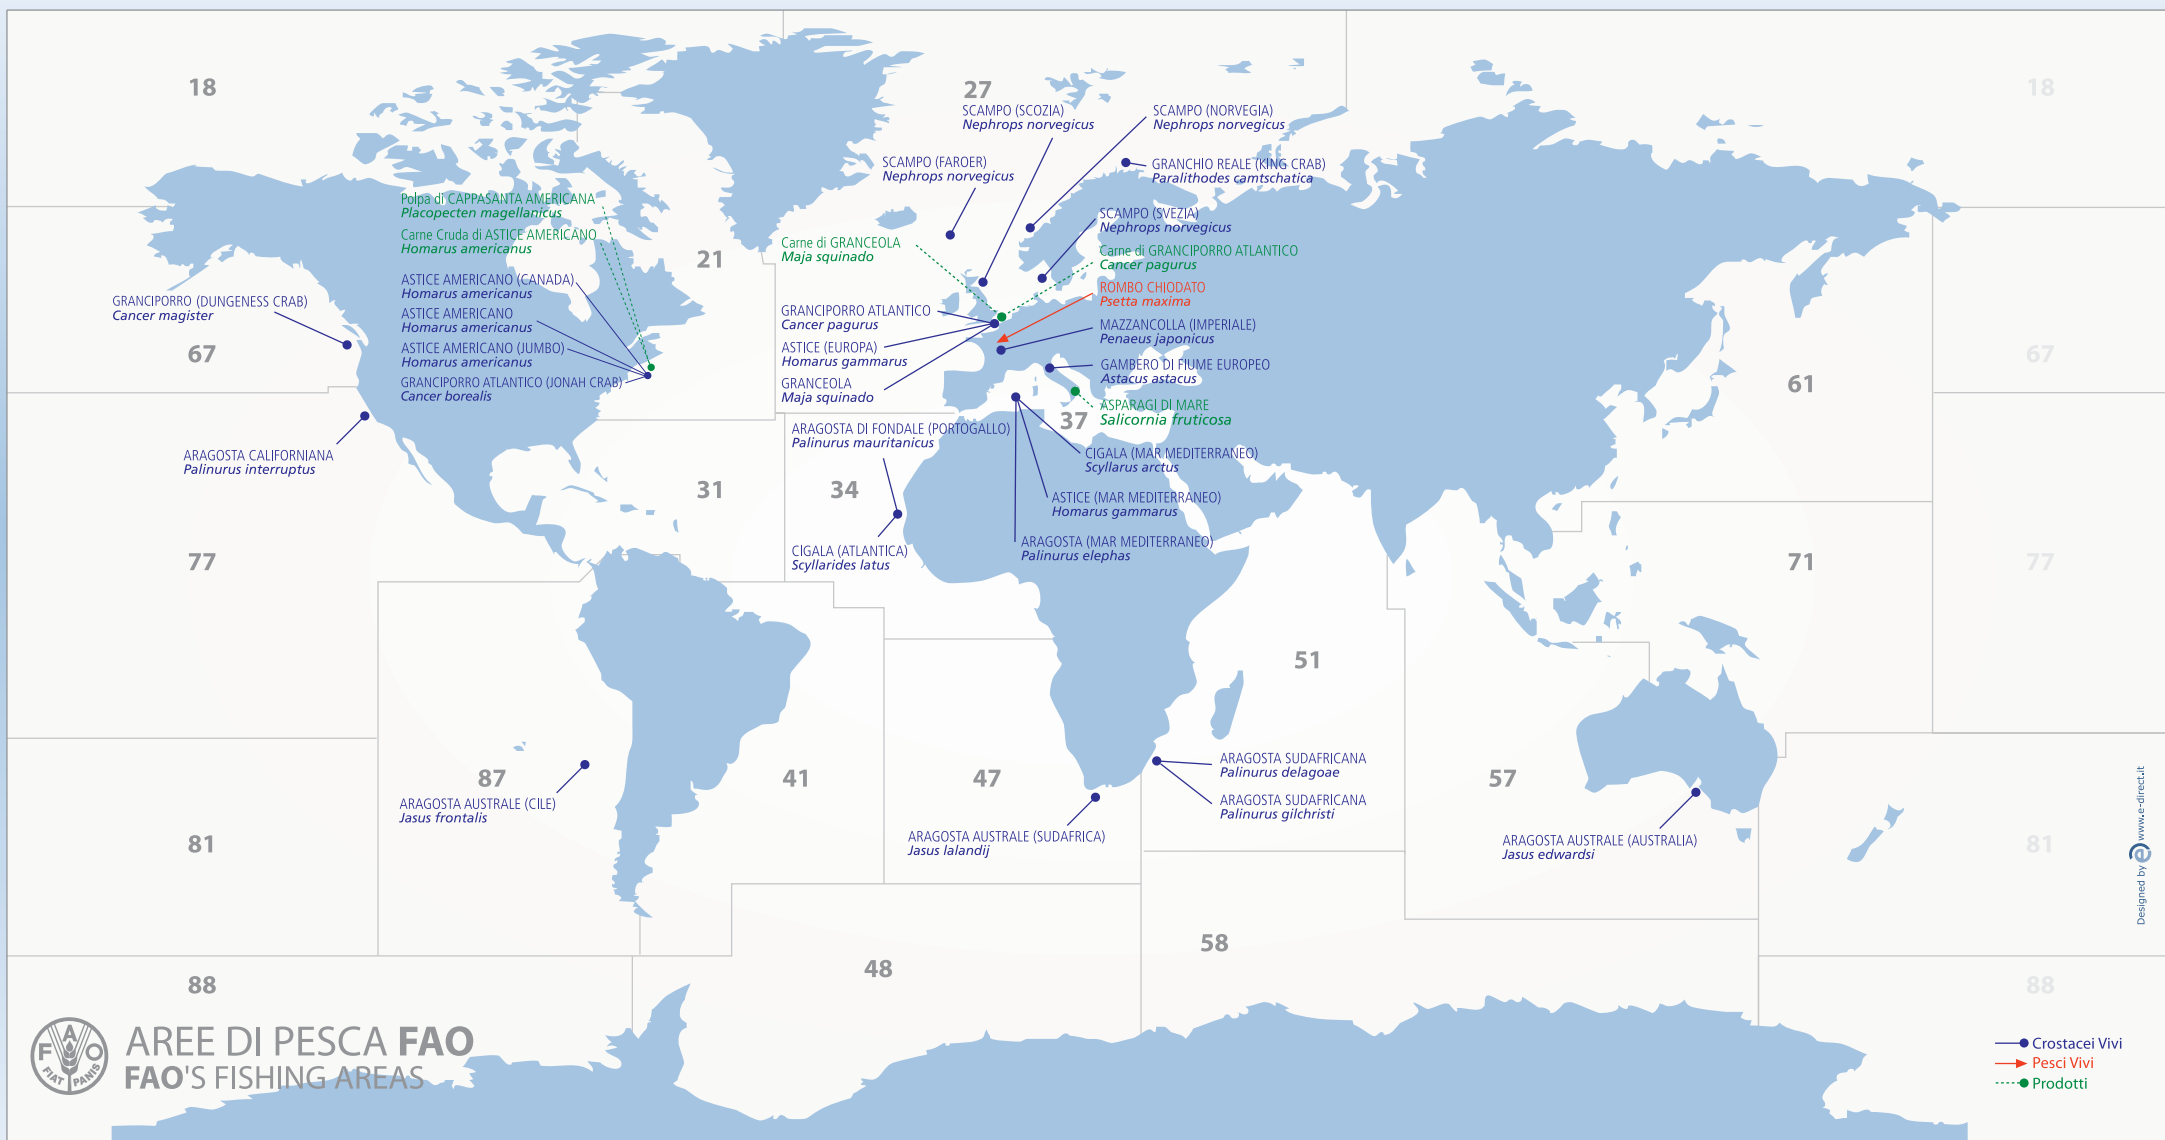 18
27
18
SCAMPO (SCOZIA)
Nephrops norvegicus
SCAMPO (NORVEGIA)
Nephrops norvegicus
SCAMPO (FAROER)
Nephrops norvegicus
GRANCHIO REALE (KING CRAB)
Paralithodes camtschatica
Polpa di CAPPASANTA AMERICANA
Placopecten magellanicus
Carne Cruda di ASTICE AMERICANO
Homarus americanus
21
SCAMPO (SVEZIA)
Nephrops norvegicus
Carne di GRANCEOLA
Maja squinado
Carne di GRANCIPORRO ATLANTICO
Cancer pagurus
ASTICE AMERICANO (CANADA)
Homarus americanus
ROMBO CHIODATO
Psetta maxima
GRANCIPORRO (DUNGENESS CRAB)
Cancer magister
ASTICE AMERICANO
Homarus americanus
GRANCIPORRO ATLANTICO
Cancer pagurus
MAZZANCOLLA (IMPERIALE)
Penaeus japonicus
67
ASTICE AMERICANO (JUMBO)
Homarus americanus
ASTICE (EUROPA)
Homarus gammarus
67
GAMBERO DI FIUME EUROPEO
Astacus astacus
GRANCIPORRO ATLANTICO (JONAH CRAB)
Cancer borealis
GRANCEOLA
Maja squinado
61
ASPARAGI DI MARE
Salicornia fruticosa
37
ARAGOSTA DI FONDALE (PORTOGALLO)
Palinurus mauritanicus
ARAGOSTA CALIFORNIANA
Palinurus interruptus
CIGALA (MAR MEDITERRANEO)
Scyllarus arctus
31
34
ASTICE (MAR MEDITERRANEO)
Homarus gammarus
ARAGOSTA (MAR MEDITERRANEO)
Palinurus elephas
CIGALA (ATLANTICA)
Scyllarides latus
77
71
77
51
87
41
47
57
ARAGOSTA SUDAFRICANA
Palinurus delagoae
ARAGOSTA SUDAFRICANA
Palinurus gilchristi
ARAGOSTA AUSTRALE (CILE)
Jasus frontalis
ARAGOSTA AUSTRALE (SUDAFRICA)
Jasus lalandij
ARAGOSTA AUSTRALE (AUSTRALIA)
Jasus edwardsi
81
81
Designed by e www.e-direct.it
58
48
88
88
F A O
FIAT PANIS
AREE DI PESCA FAO
FAO'S FISHING AREAS
Crostacei Vivi
Pesci Vivi
Prodotti